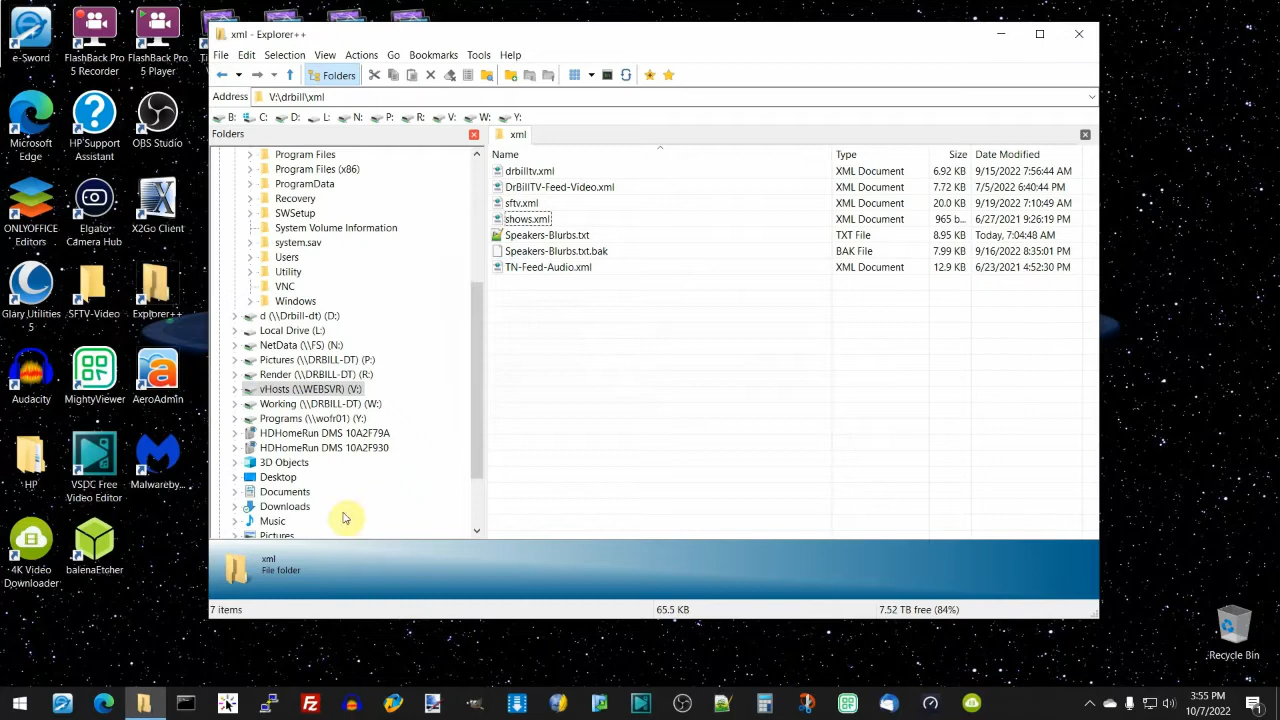 e-Sword
FlashBack Pro
5 Recorder
FlashBack Pro
5 Player
Microsoft
Edge
HP Support
Assistant
OBS Studio
ONLYOFFICE
Editors
Elgato
Camera Hub
X2Go Client
Glary Utilities
5
SFTV-Video
Explorer++
Audacity
MightyViewer
AeroAdmin
HP
VSDC Free
Video Editor
Malwareby...
4K Video
Downloader
balenaEtcher
xml - Explorer++
File Edit Selection View Actions Go Bookmarks Tools Help
Folders
Address V:\drbill\xml
B: C: D: L: N: P: R: V: W: Y:
Folders
Program Files
Program Files (x86)
ProgramData
Recovery
SWSetup
System Volume Information
system.sav
Users
Utility
VNC
Windows
d (\\Drbill-dt) (D:)
Local Drive (L:)
NetData (\\FS) (N:)
Pictures (\\DRBILL-DT) (P:)
Render (\\DRBILL-DT) (R:)
vHosts (\\WEBSVR) (V:)
Working (\\DRBILL-DT) (W:)
Programs (\\wofr01) (Y:)
HDHomeRun DMS 10A2F79A
HDHomeRun DMS 10A2F930
3D Objects
Desktop
Documents
Downloads
Music
Pictures
xml
Name Type Size Date Modified
drbilltv.xml XML Document 6.92 KB 9/15/2022 7:56:44 AM
DrBillTV-Feed-Video.xml XML Document 7.72 KB 7/5/2022 6:40:44 PM
sftv.xml XML Document 20.0 KB 9/19/2022 7:10:49 AM
shows.xml XML Document 965 b... 6/27/2021 9:26:19 PM
Speakers-Blurbs.txt TXT File 8.95 KB Today, 7:04:48 AM
Speakers-Blurbs.txt.bak BAK File 7.99 KB 9/16/2022 8:35:01 PM
TN-Feed-Audio.xml XML Document 12.9 KB 6/23/2021 4:52:30 PM
xml
File folder
7 items 65.5 KB 7.52 TB free (84%)
Recycle Bin
3:55 PM
10/7/2022